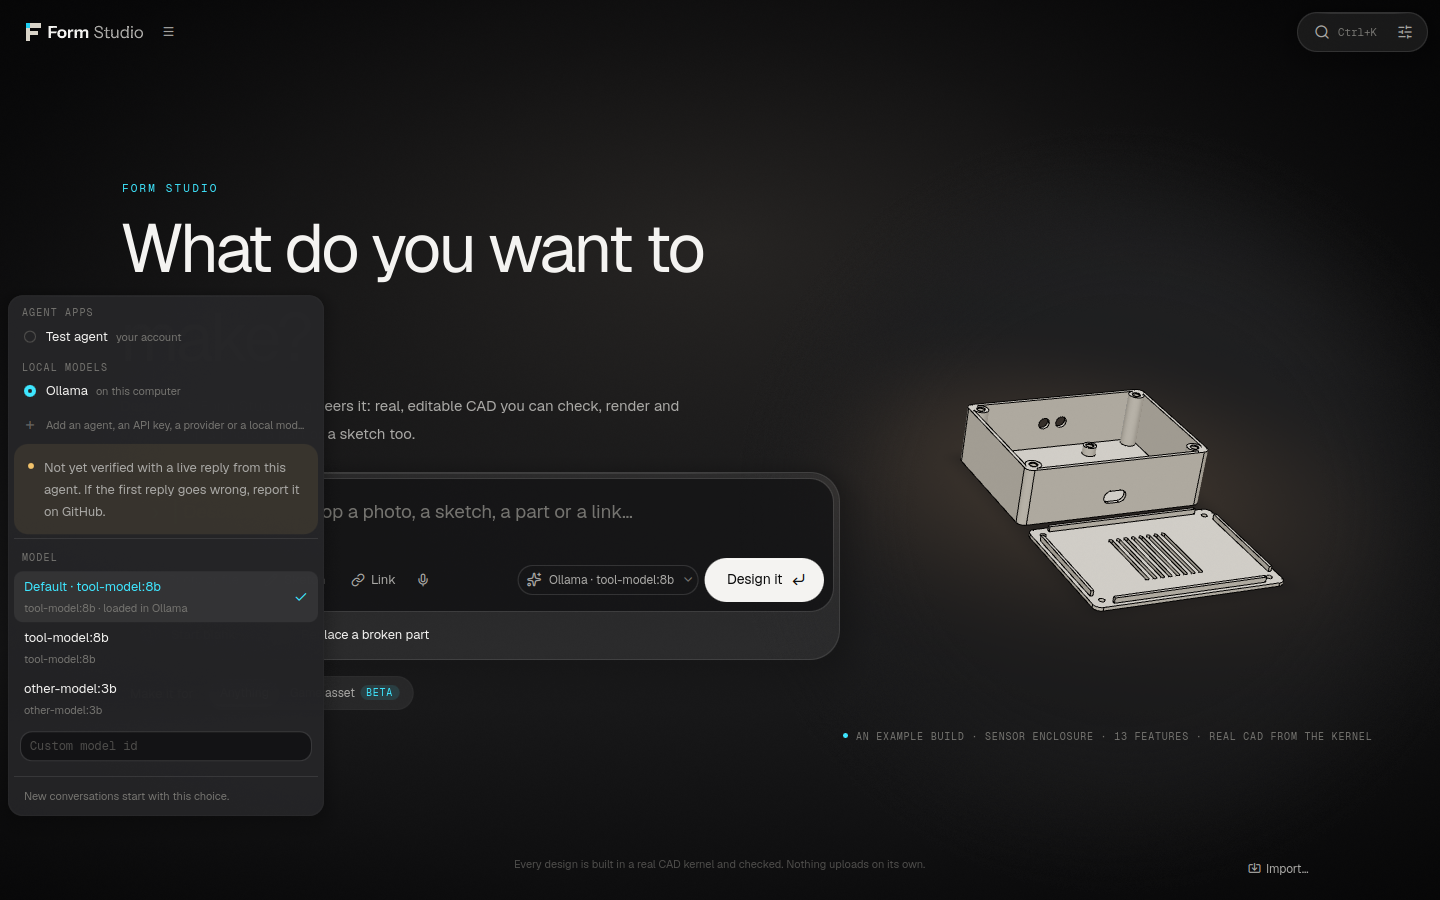 Form Studio
Ctrl+K
FORM STUDIO
What do you want to
AGENT APPS
Test agent your account
LOCAL MODELS
Ollama on this computer
Add an agent, an API key, a provider or a local mod...
Not yet verified with a live reply from this
agent. If the first reply goes wrong, report it
on GitHub.
MODEL
Default · tool-model:8b
tool-model:8b · loaded in Ollama
tool-model:8b
tool-model:8b
other-model:3b
other-model:3b
Custom model id
New conversations start with this choice.
eers it: real, editable CAD you can check, render and
a sketch too.
op a photo, a sketch, a part or a link...
Link
Ollama · tool-model:8b
Design it
lace a broken part
asset BETA
AN EXAMPLE BUILD · SENSOR ENCLOSURE · 13 FEATURES · REAL CAD FROM THE KERNEL
Every design is built in a real CAD kernel and checked. Nothing uploads on its own.
Import...